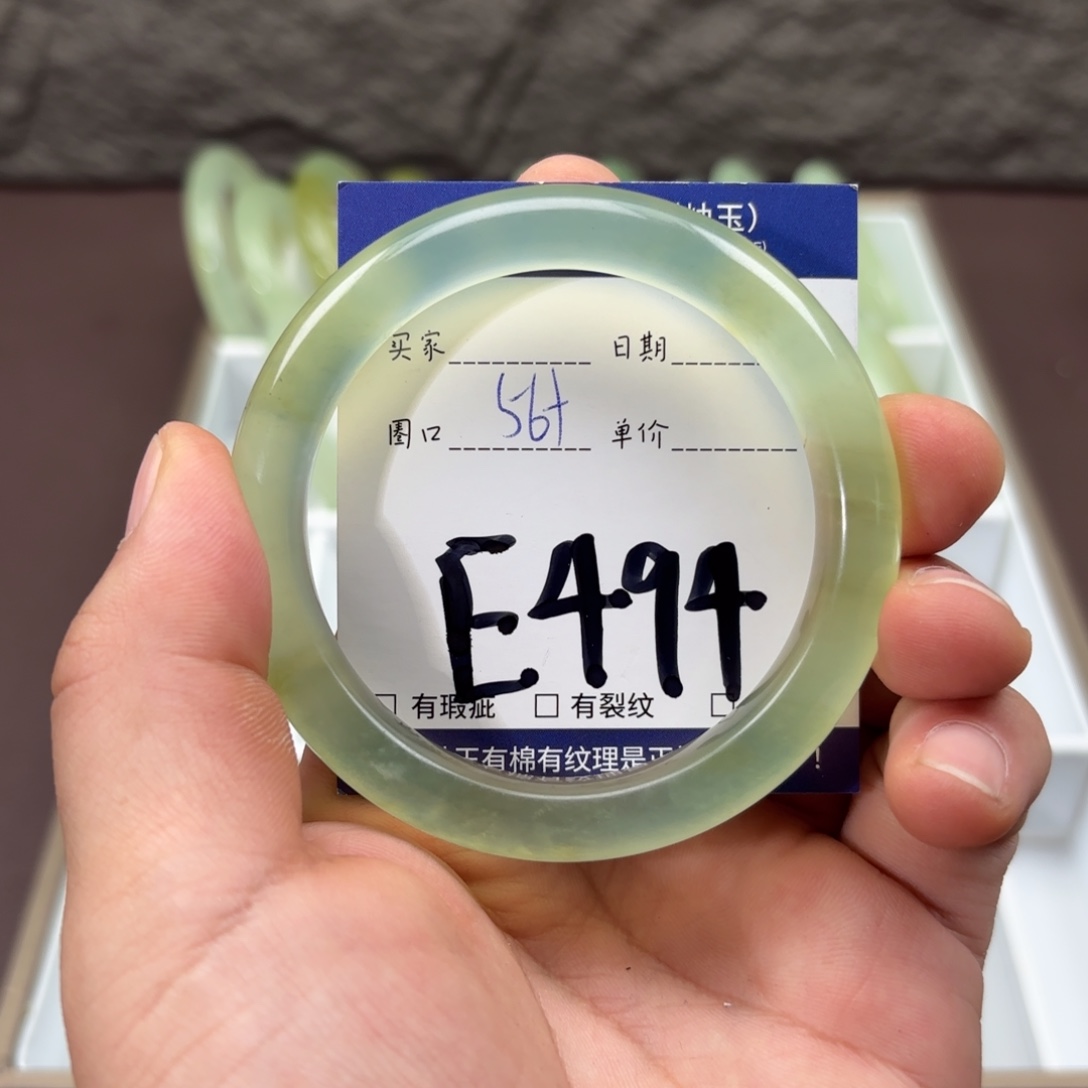 玉）
买家 日期
圈口 56+ 单价
E494
□ 有瑕疵 □ 有裂纹 □
玉有棉有纹理是正 ！